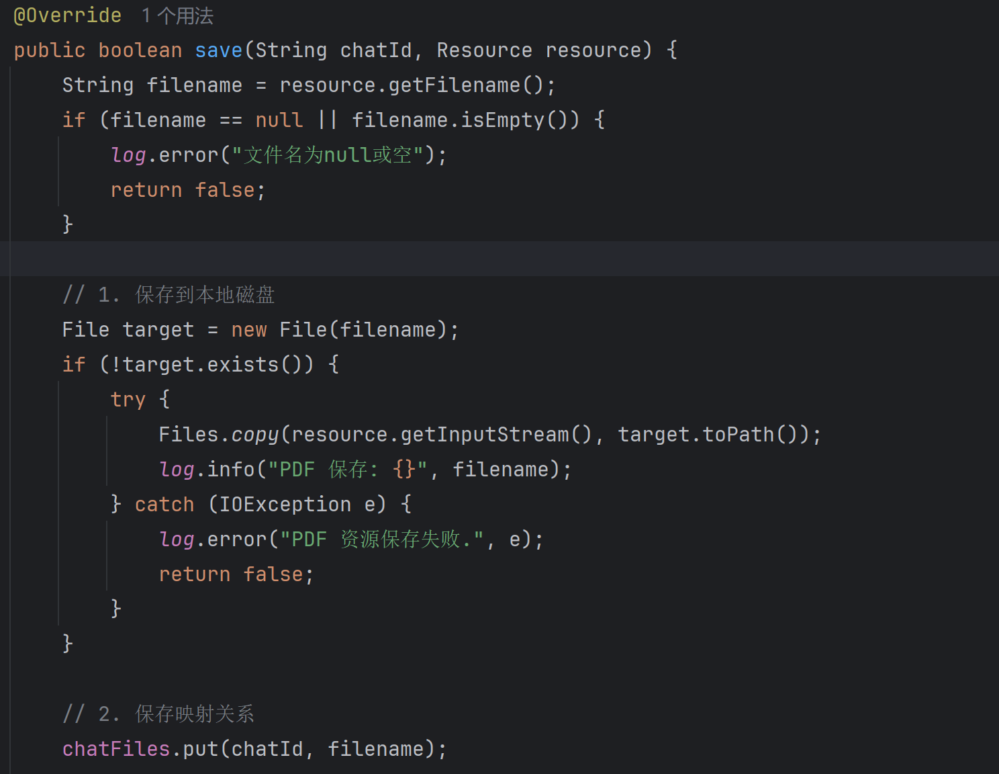 @Override 1 个用法
public boolean save(String chatId, Resource resource) {
    String filename = resource.getFilename();
    if (filename == null || filename.isEmpty()) {
        log.error("文件名为null或空");
        return false;
    }

    // 1. 保存到本地磁盘
    File target = new File(filename);
    if (!target.exists()) {
        try {
            Files.copy(resource.getInputStream(), target.toPath());
            log.info("PDF 保存: {}", filename);
        } catch (IOException e) {
            log.error("PDF 资源保存失败.", e);
            return false;
        }
    }

    // 2. 保存映射关系
    chatFiles.put(chatId, filename);